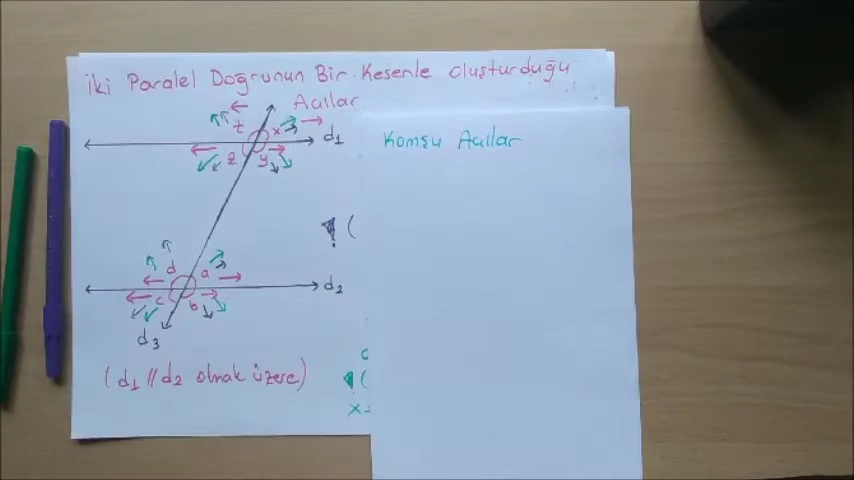 İki Paralel Doğrunun Bir Kesenle Oluşturduğu
Açılar
t x d1
z y
Komşu Açılar
d a
c b d2
d3
(d1 // d2 olmak üzere)
x=